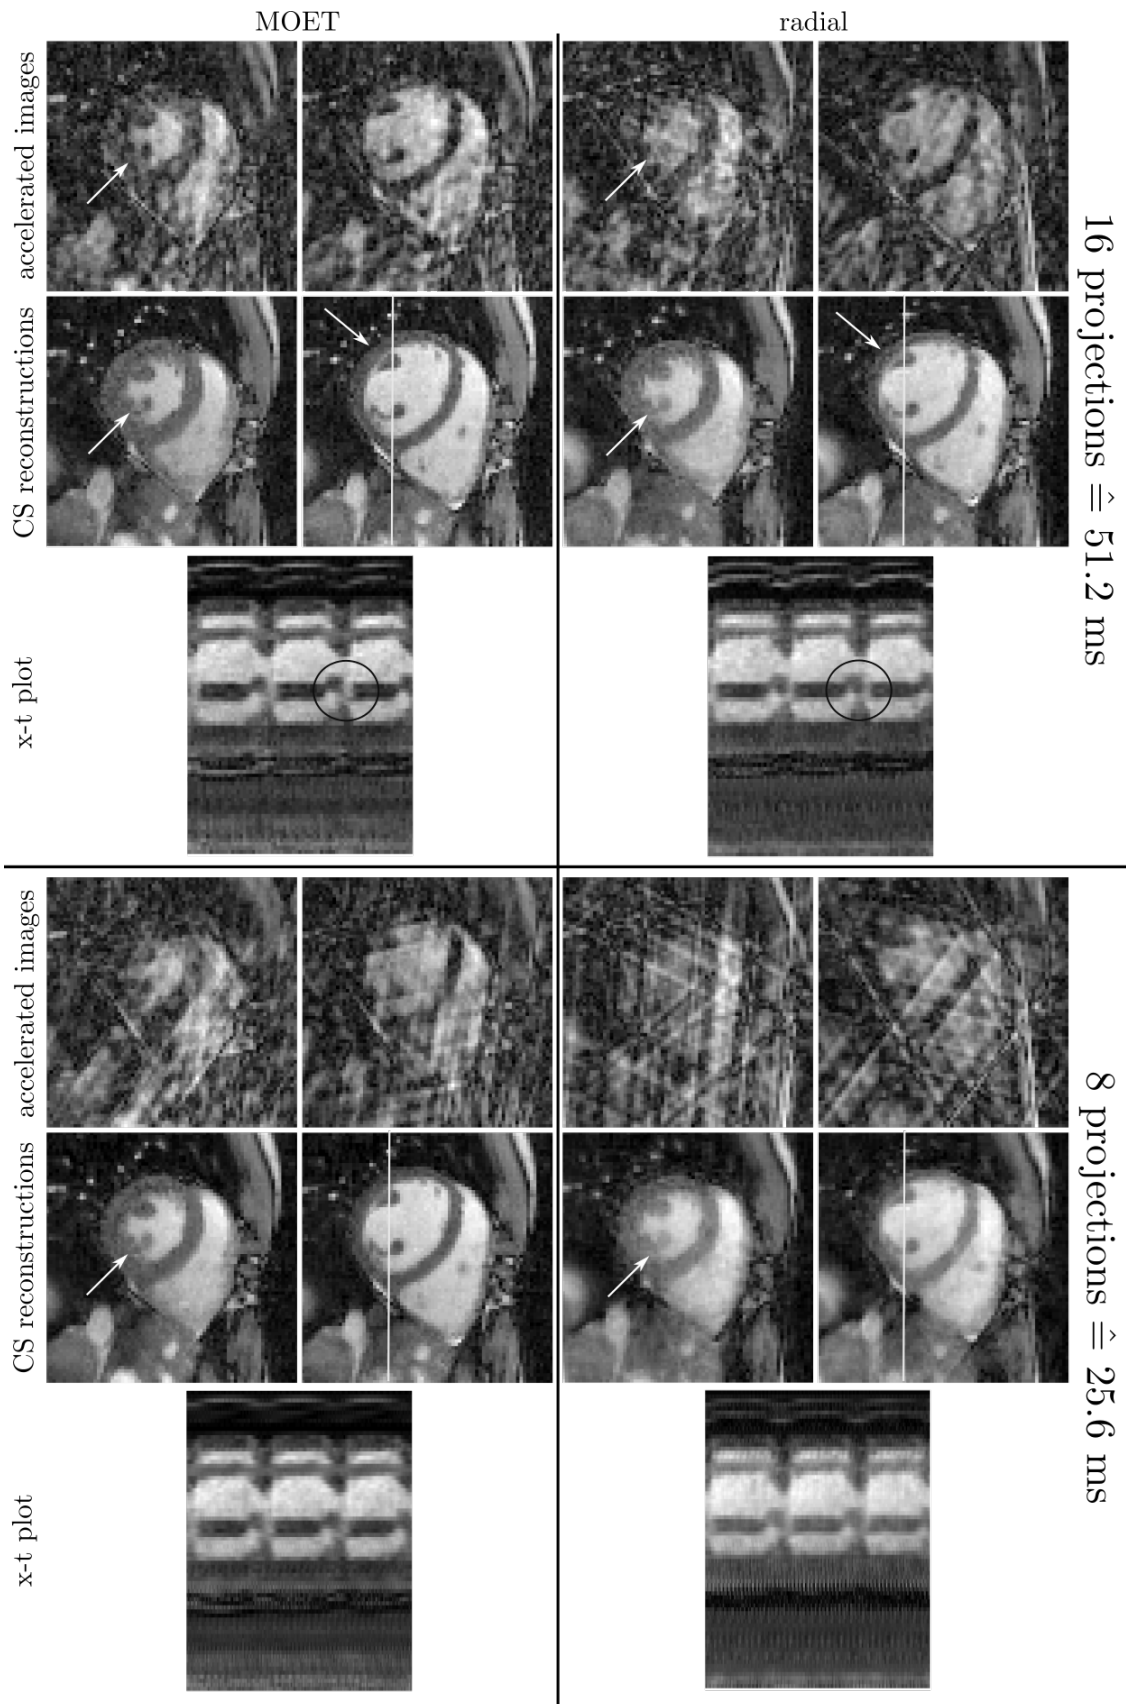 MOET
radial
accelerated images
CS reconstructions
x-t plot
16 projections ≙ 51.2 ms
accelerated images
CS reconstructions
x-t plot
8 projections ≙ 25.6 ms